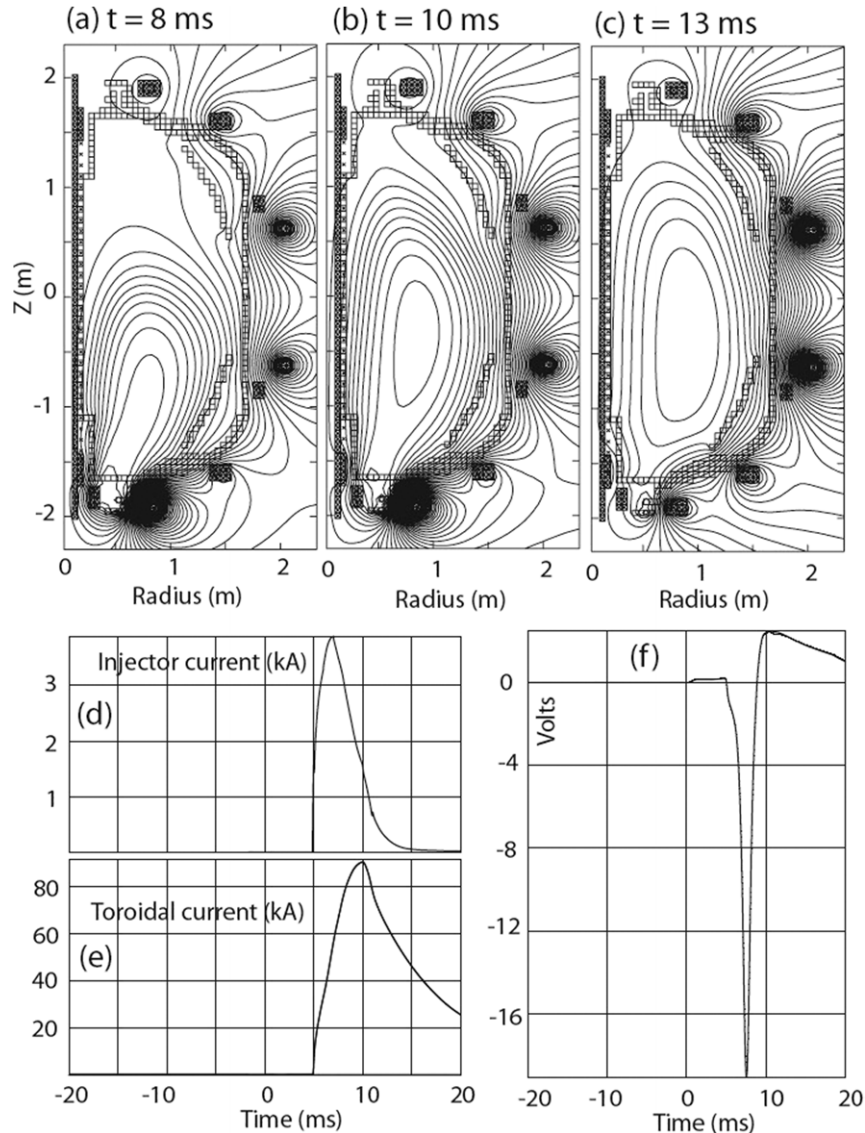 (a) t = 8 ms
(b) t = 10 ms
(c) t = 13 ms
2
1
0
-1
-2
Z (m)
0 1 2
0 1 2
0 1 2
Radius (m)
Radius (m)
Radius (m)
Injector current (kA)
(d)
3
2
1
Toroidal current (kA)
(e)
80
60
40
20
-20 -10 0 10 20
Time (ms)
(f)
Volts
0
-4
-8
-12
-16
-20 -10 0 10 20
Time (ms)